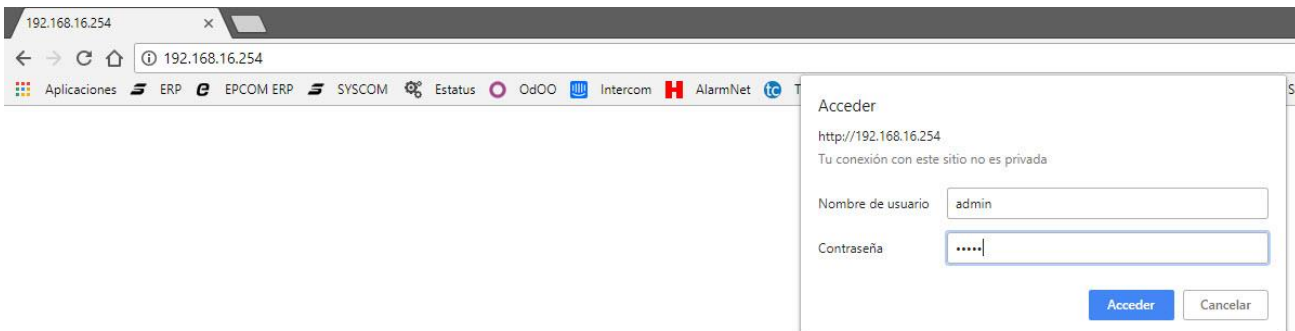 192.168.16.254
192.168.16.254
Aplicaciones ERP EPCOM ERP SYSCOM Estatus OdOO Intercom AlarmNet tc T S
Acceder
http://192.168.16.254
Tu conexión con este sitio no es privada
Nombre de usuario admin
Contraseña •••••
Acceder Cancelar